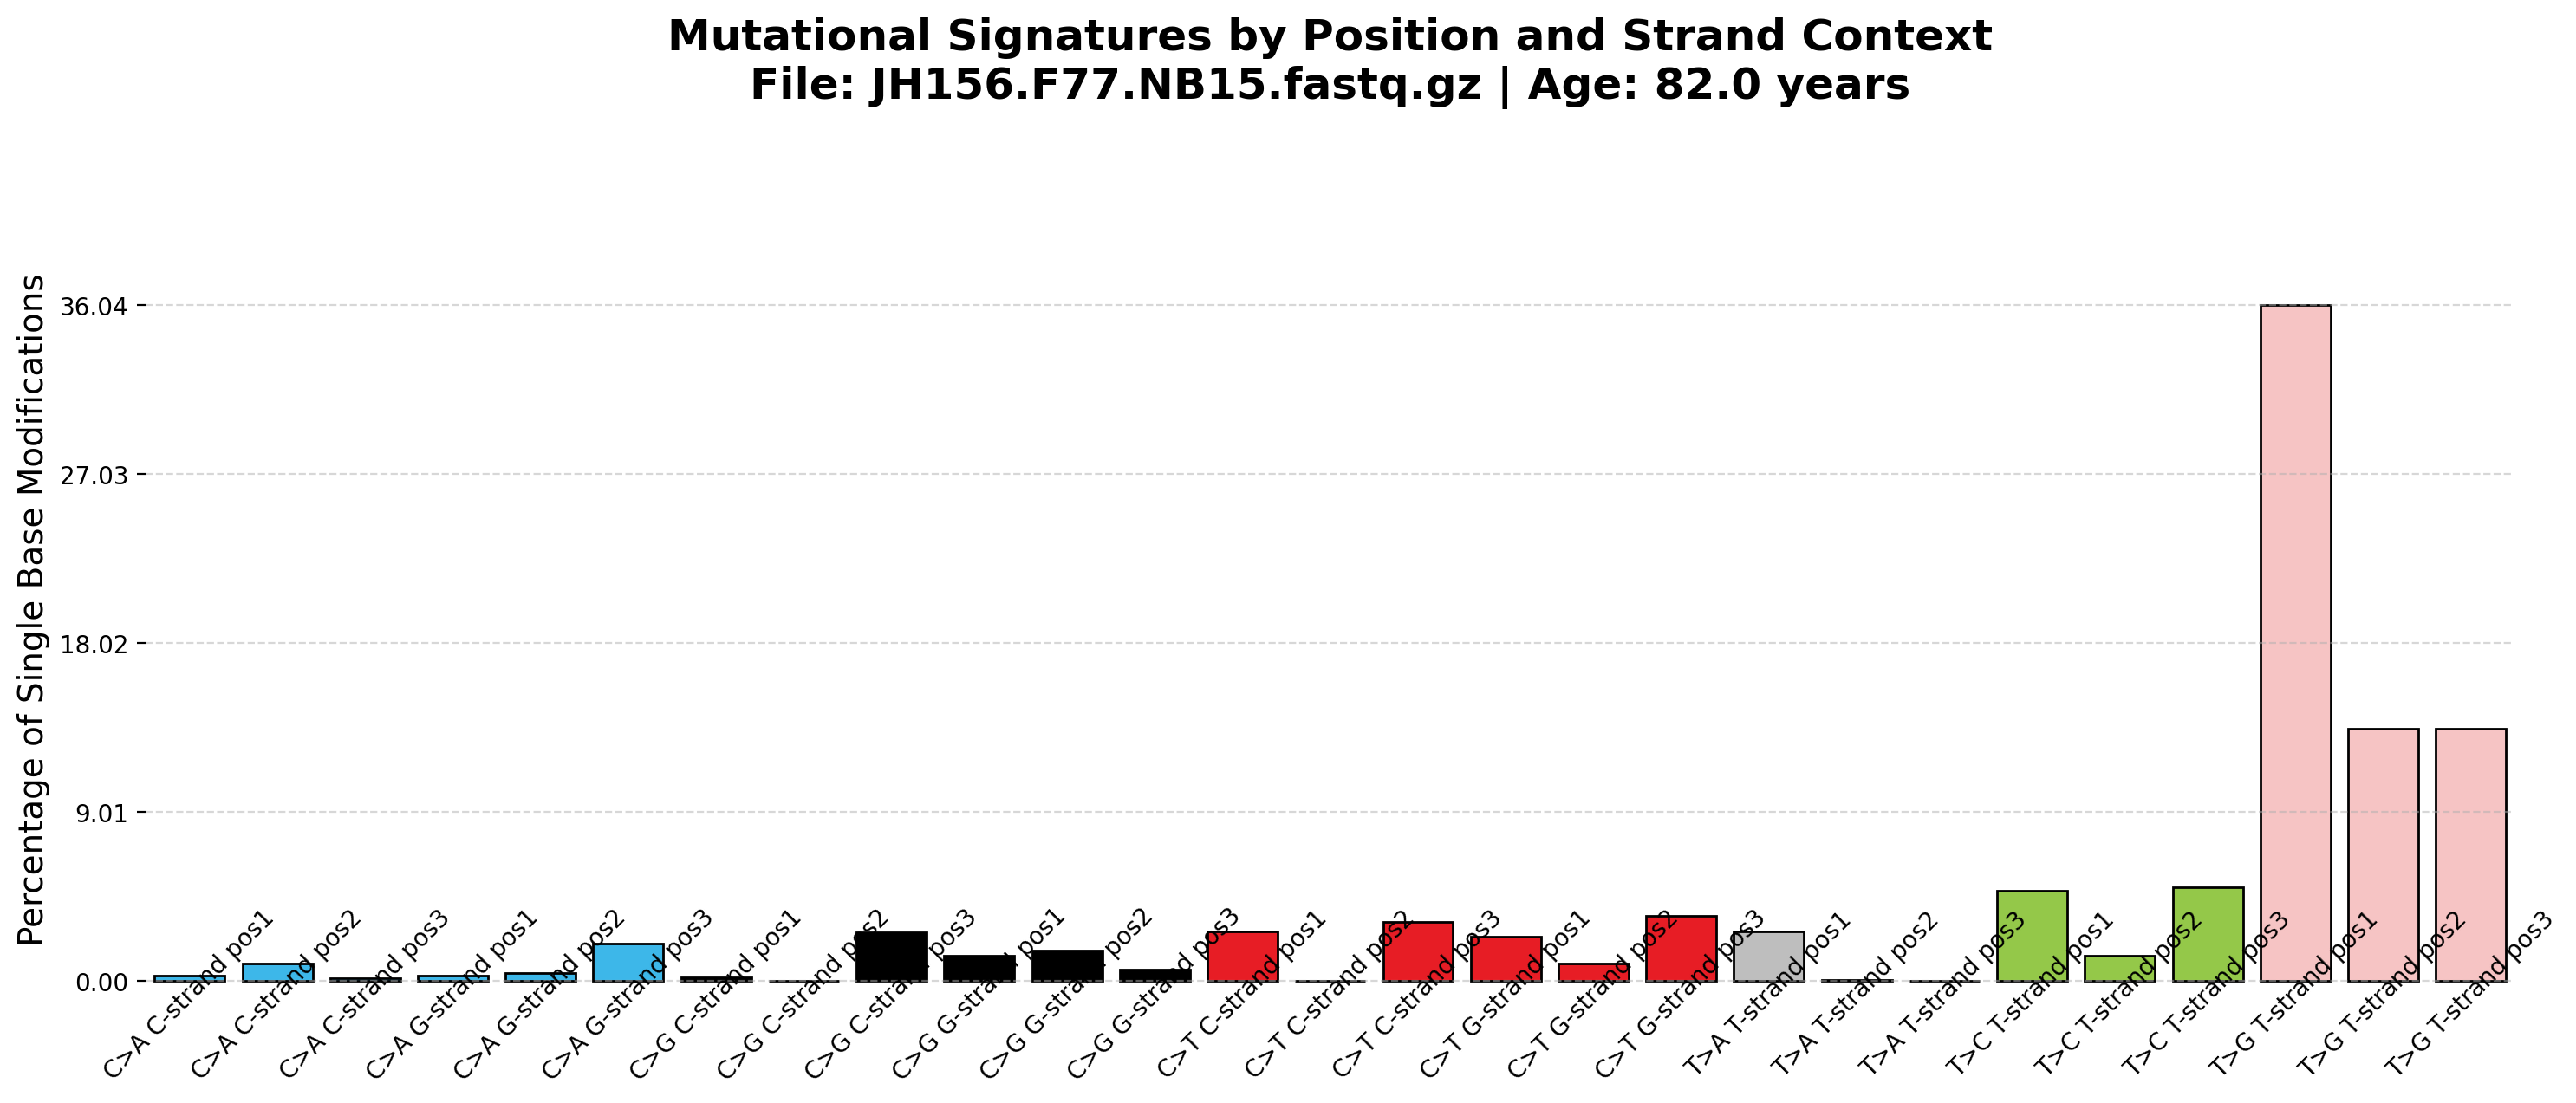 Mutational Signatures by Position and Strand Context
File: JH156.F77.NB15.fastq.gz | Age: 82.0 years
Percentage of Single Base Modifications
36.04
27.03
18.02
9.01
0.00
C>A C-strand pos1
C>A C-strand pos2
C>A C-strand pos3
C>A G-strand pos1
C>A G-strand pos2
C>A G-strand pos3
C>G C-strand pos1
C>G C-strand pos2
C>G C-strand pos3
C>G G-strand pos1
C>G G-strand pos2
C>G G-strand pos3
C>T C-strand pos1
C>T C-strand pos2
C>T C-strand pos3
C>T G-strand pos1
C>T G-strand pos2
C>T G-strand pos3
T>A T-strand pos1
T>A T-strand pos2
T>A T-strand pos3
T>C T-strand pos1
T>C T-strand pos2
T>C T-strand pos3
T>G T-strand pos1
T>G T-strand pos2
T>G T-strand pos3